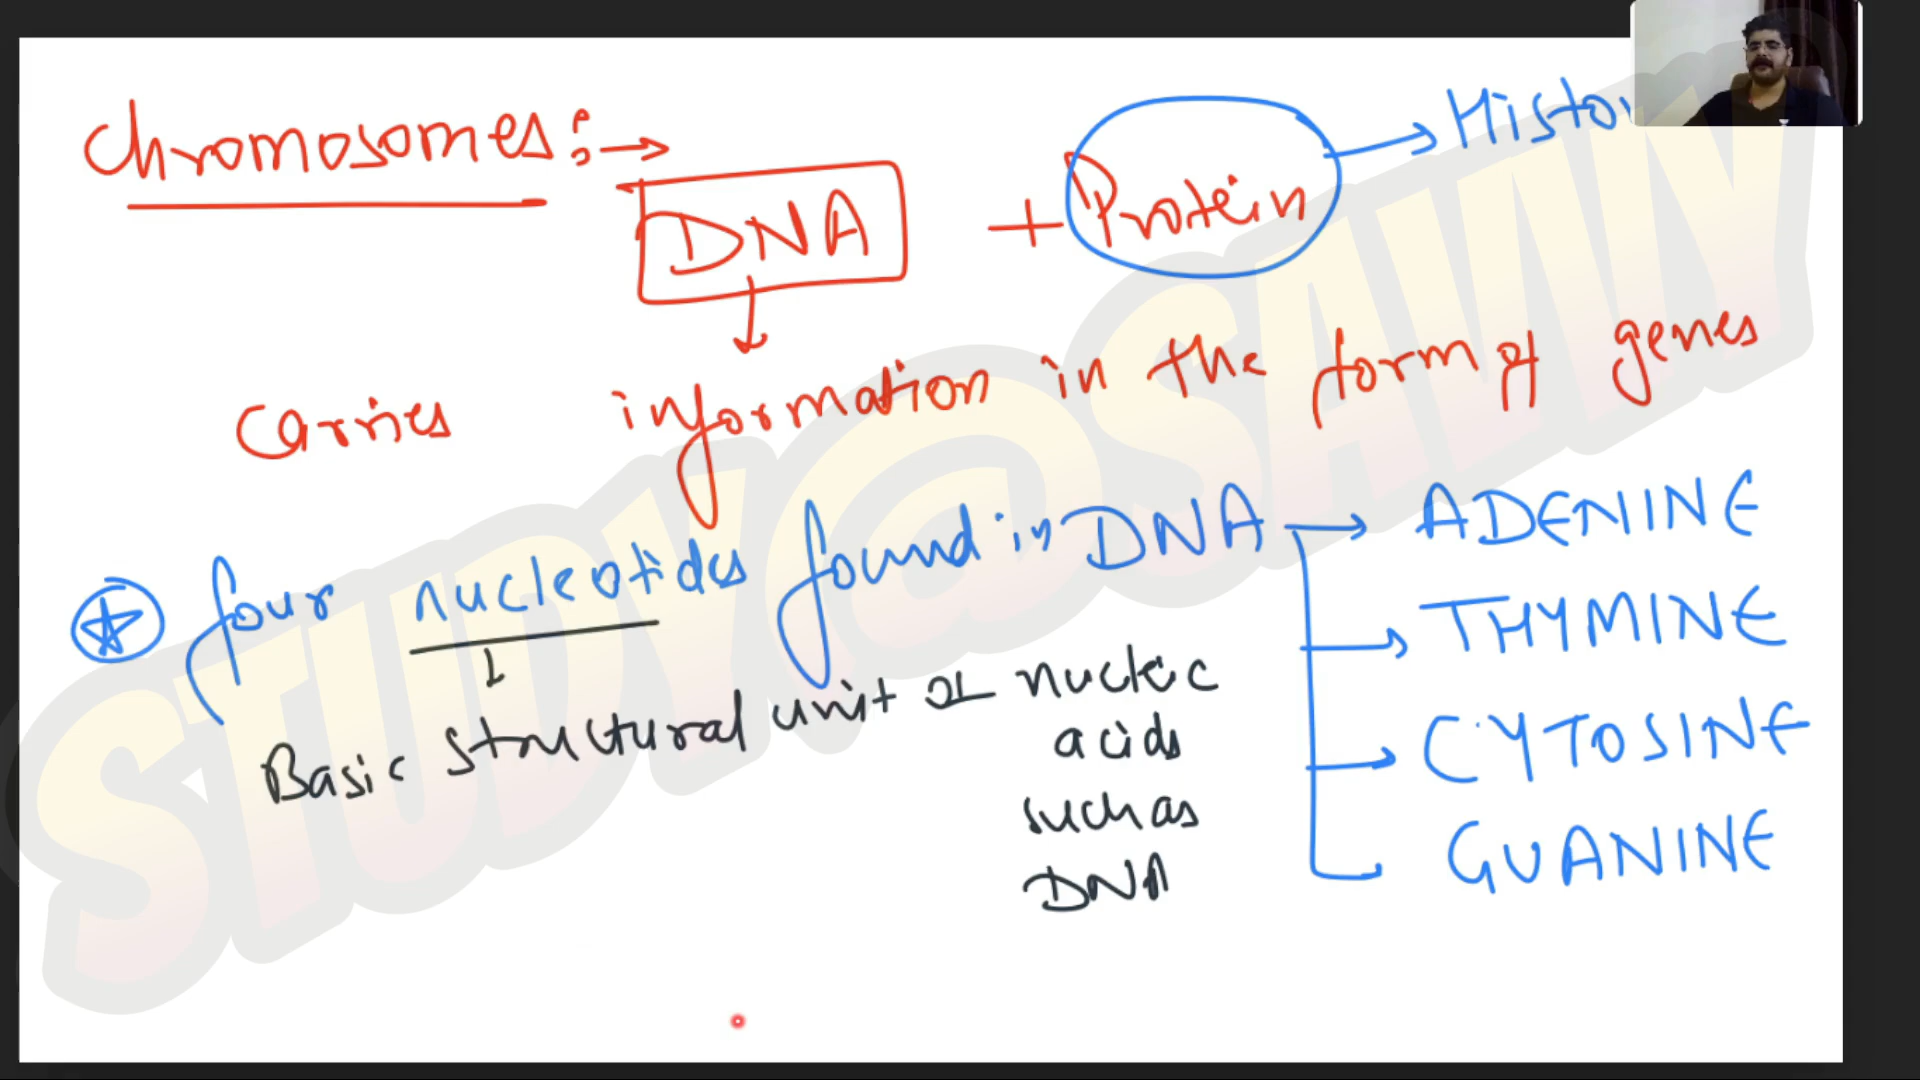 Chromosomes :→
DNA + Protein → Histo
Carries information in the form of genes
four nucleotides found in DNA → ADENINE
→ THYMINE
→ CYTOSINE
GUANINE
Basic structural unit of nucleic
acids
such as
DNA
STUDY@SAVVY